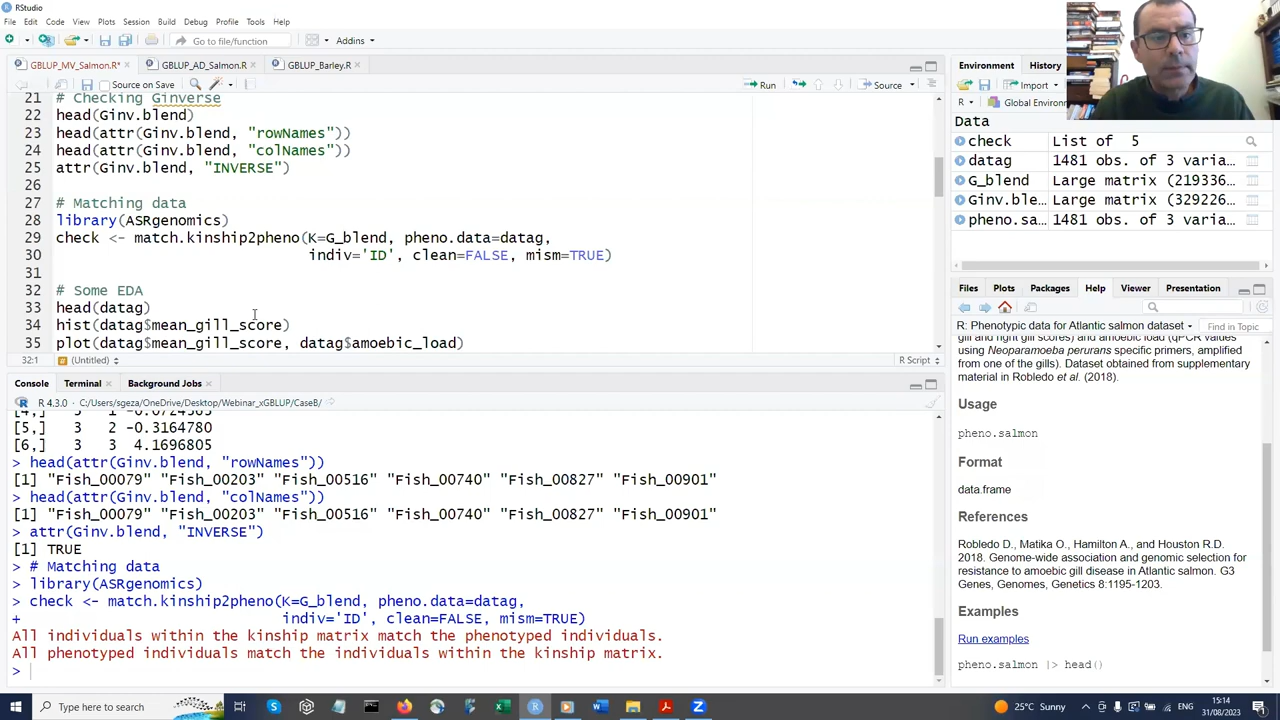 RStudio
File Edit Code View Plots Session Build Debug Profile Tools Help
Go to file/function
Addins
GBLUP_MV_Salmon.R*
GBLUP_AD_Salmon.R
GBLUP_Barley.R
Source on Save
Run
Source
21 # Checking Ginverse
22 head(Ginv.blend)
23 head(attr(Ginv.blend, "rowNames"))
24 head(attr(Ginv.blend, "colNames"))
25 attr(Ginv.blend, "INVERSE")
26
27 # Matching data
28 library(ASRgenomics)
29 check <- match.kinship2pheno(K=G_blend, pheno.data=datag,
30 indiv='ID', clean=FALSE, mism=TRUE)
31
32 # Some EDA
33 head(datag)
34 hist(datag$mean_gill_score)
35 plot(datag$mean_gill_score, datag$amoebic_load)
32:1
(Untitled)
R Script
Console Terminal Background Jobs
R 4.3.0 · C:/Users/sgeza/OneDrive/Desktop/Webinar_xGBLUP/CaseB/
[5,] 3 2 -0.3164780
[6,] 3 3 4.1696805
> head(attr(Ginv.blend, "rowNames"))
[1] "Fish_00079" "Fish_00203" "Fish_00516" "Fish_00740" "Fish_00827" "Fish_00901"
> head(attr(Ginv.blend, "colNames"))
[1] "Fish_00079" "Fish_00203" "Fish_00516" "Fish_00740" "Fish_00827" "Fish_00901"
> attr(Ginv.blend, "INVERSE")
[1] TRUE
> # Matching data
> library(ASRgenomics)
> check <- match.kinship2pheno(K=G_blend, pheno.data=datag,
+ indiv='ID', clean=FALSE, mism=TRUE)
All individuals within the kinship matrix match the phenotyped individuals.
All phenotyped individuals match the individuals within the kinship matrix.
>
Environment History
Import
R Global Environ
Data
check List of 5
datag 1481 obs. of 3 varia…
G_blend Large matrix (219336…
Ginv.ble… Large matrix (329226…
pheno.sa… 1481 obs. of 3 varia…
Files Plots Packages Help Viewer Presentation
R: Phenotypic data for Atlantic salmon dataset
Find in Topic
gill and right gill scores) and amoebic load (qPCR values
using Neoparamoeba perurans specific primers, amplified
from one of the gills). Dataset obtained from supplementary
material in Robledo et al. (2018).
Usage
pheno.salmon
Format
data.frame
References
Robledo D., Matika O., Hamilton A., and Houston R.D.
2018. Genome-wide association and genomic selection for
resistance to amoebic gill disease in Atlantic salmon. G3
Genes, Genomes, Genetics 8:1195-1203.
Examples
Run examples
pheno.salmon |> head()
Type here to search
25°C Sunny
15:14
31/08/2023